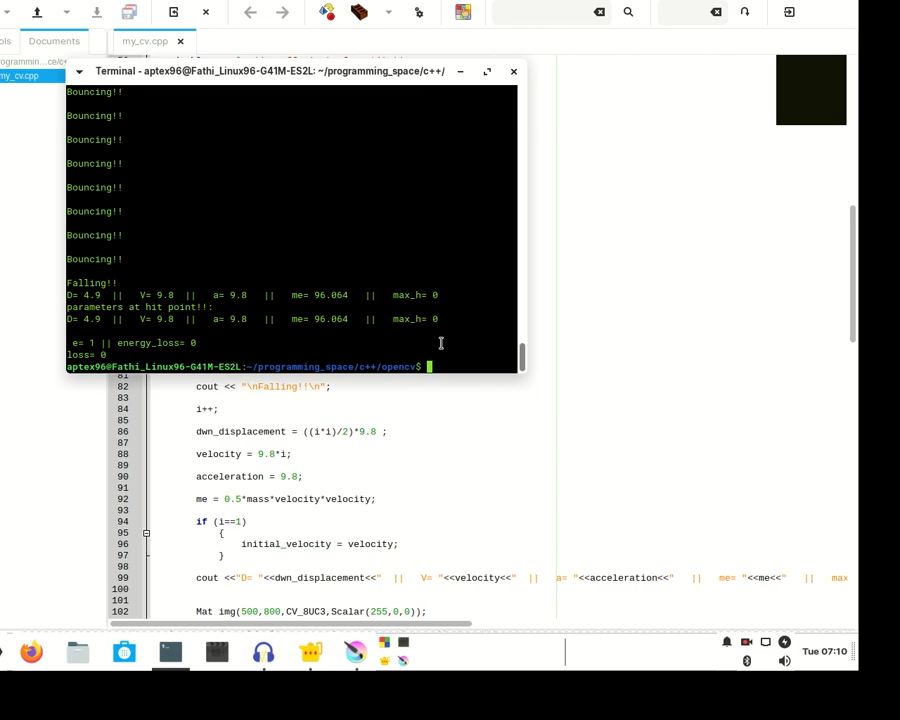 my_cv.cpp
ols
Documents
my_cv.cpp
Terminal - aptex96@Fathi_Linux96-G41M-ES2L: ~/programming_space/c++/
Bouncing!!
Bouncing!!
Bouncing!!
Bouncing!!
Bouncing!!
Bouncing!!
Bouncing!!
Bouncing!!
Falling!!
D= 4.9 || V= 9.8 || a= 9.8 || me= 96.064 || max_h= 0
parameters at hit point!!:
D= 4.9 || V= 9.8 || a= 9.8 || me= 96.064 || max_h= 0
e= 1 || energy_loss= 0
loss= 0
aptex96@Fathi_Linux96-G41M-ES2L:~/programming_space/c++/opencv$
81
82 cout << "\nFalling!!\n";
83
84 i++;
85
86 dwn_displacement = ((i*i)/2)*9.8 ;
87
88 velocity = 9.8*i;
89
90 acceleration = 9.8;
91
92 me = 0.5*mass*velocity*velocity;
93
94 if (i==1)
95 {
96 initial_velocity = velocity;
97 }
98
99 cout <<"D= "<<dwn_displacement<<" || V= "<<velocity<<" || a= "<<acceleration<<" || me= "<<me<<" || max
100
101
102 Mat img(500,800,CV_8UC3,Scalar(255,0,0));
Tue 07:10